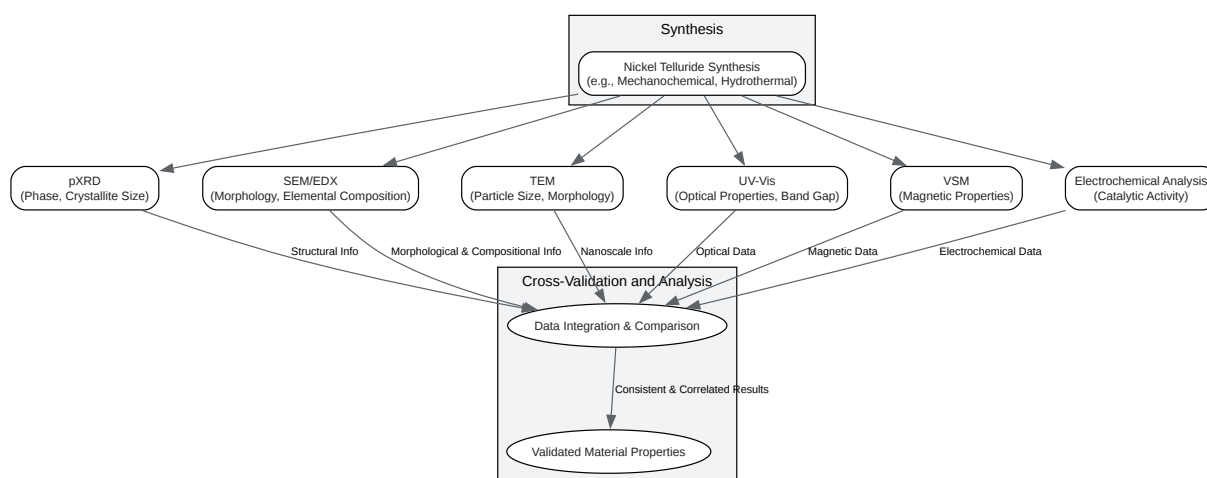 Synthesis
Nickel Telluride Synthesis
(e.g., Mechanochemical, Hydrothermal)
pXRD
(Phase, Crystallite Size)
SEM/EDX
(Morphology, Elemental Composition)
TEM
(Particle Size, Morphology)
UV-Vis
(Optical Properties, Band Gap)
VSM
(Magnetic Properties)
Electrochemical Analysis
(Catalytic Activity)
Structural Info
Morphological & Compositional Info
Nanoscale Info
Optical Data
Magnetic Data
Electrochemical Data
Cross-Validation and Analysis
Data Integration & Comparison
Consistent & Correlated Results
Validated Material Properties